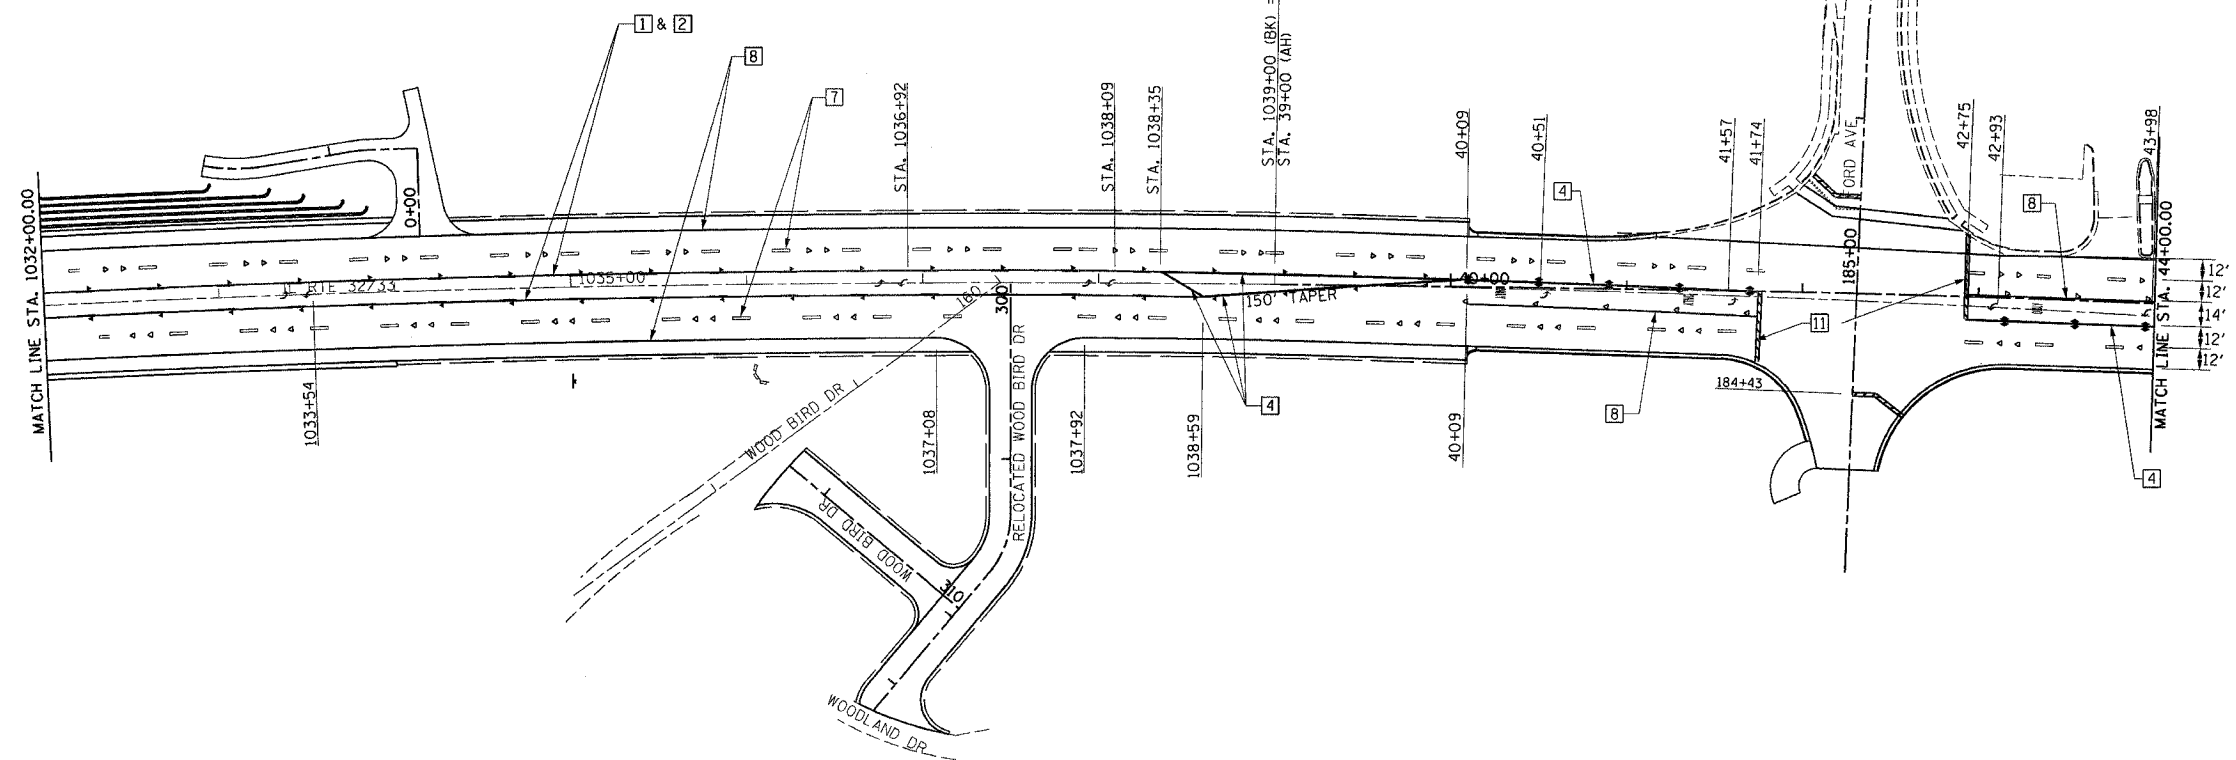 1 & 2
8
7
STA. 1036+92
STA. 1038+09
STA. 1038+35
STA. 1039+00 (BK) =
STA. 39+00 (AH)
40+09
40+51
41+57
41+74
42+75
42+93
43+98
4
8
FORD AVE
185+00
MATCH LINE STA. 1032+00.00
0+00
RTE 32733
1035+00
160
300
150' TAPER
40+00
12'
12'
14'
12'
12'
MATCH LINE STA. 44+00.00
11
1033+54
WOOD BIRD DR
1037+08
RELOCATED WOOD BIRD DR
1037+92
1038+59
4
40+09
8
184+43
4
WOOD BIRD DR
310
WOODLAND DR